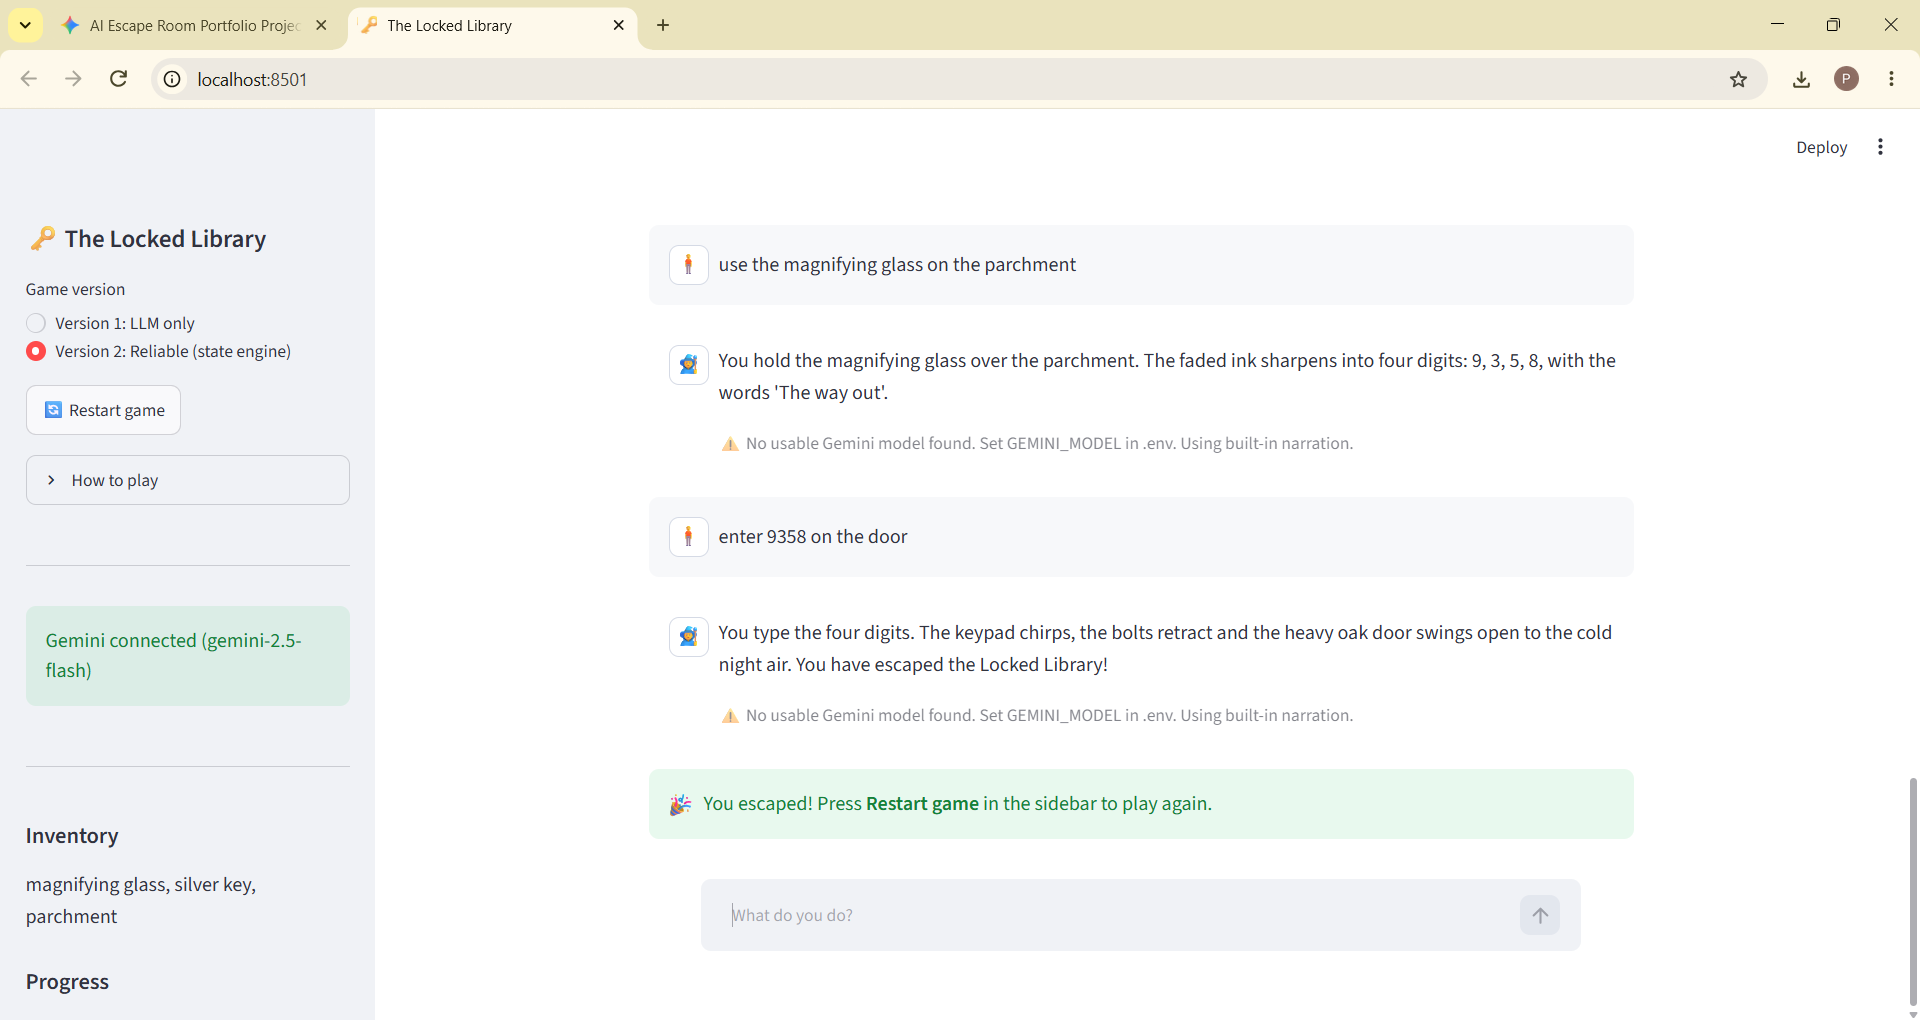 AI Escape Room Portfolio Projec
The Locked Library
localhost:8501
P
Deploy
The Locked Library
Game version
Version 1: LLM only
Version 2: Reliable (state engine)
Restart game
How to play
Gemini connected (gemini-2.5-
flash)
Inventory
magnifying glass, silver key,
parchment
Progress
use the magnifying glass on the parchment
You hold the magnifying glass over the parchment. The faded ink sharpens into four digits: 9, 3, 5, 8, with the
words 'The way out'.
No usable Gemini model found. Set GEMINI_MODEL in .env. Using built-in narration.
enter 9358 on the door
You type the four digits. The keypad chirps, the bolts retract and the heavy oak door swings open to the cold
night air. You have escaped the Locked Library!
No usable Gemini model found. Set GEMINI_MODEL in .env. Using built-in narration.
You escaped! Press Restart game in the sidebar to play again.
What do you do?